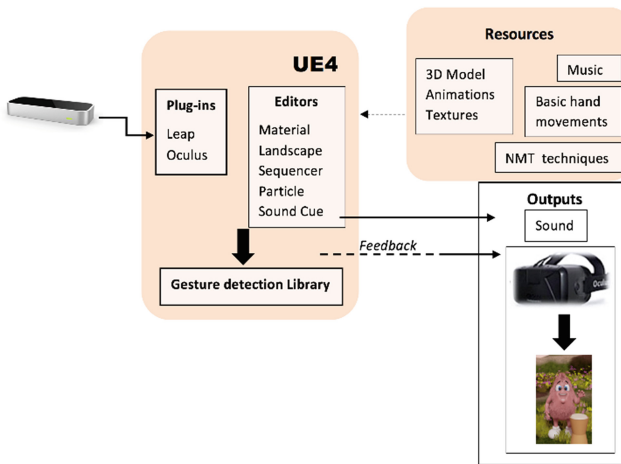 UE4
Plug-ins
Leap
Oculus
Editors
Material
Landscape
Sequencer
Particle
Sound Cue
Gesture detection Library
Resources
3D Model
Animations
Textures
Music
Basic hand
movements
NMT techniques
Outputs
Sound
Feedback